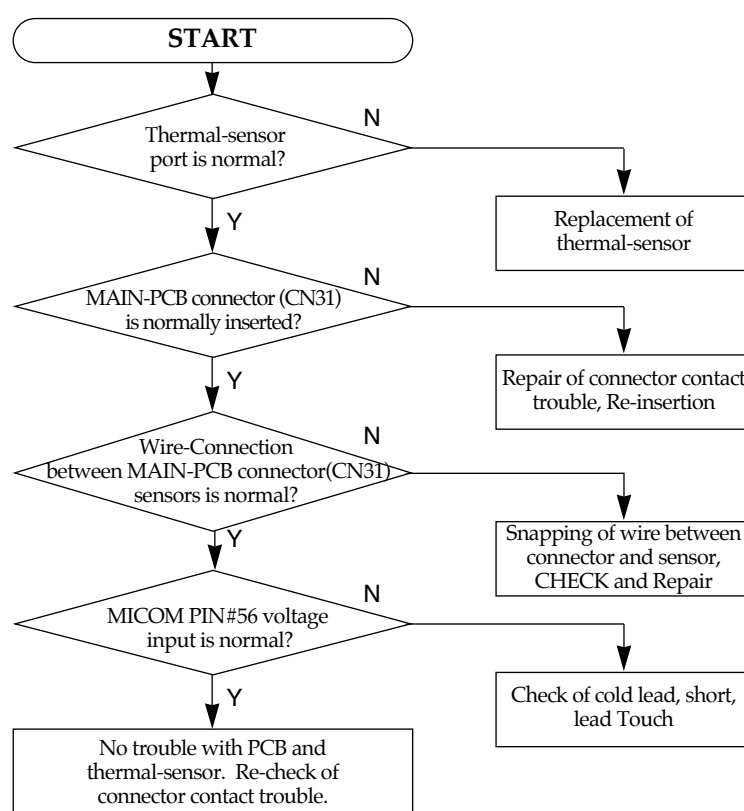 START
N
Thermal-sensor
port is normal?
Y
Replacement of
thermal-sensor
N
MAIN-PCB connector (CN31)
is normally inserted?
Y
Repair of connector contact
trouble, Re-insertion
N
Wire-Connection
between MAIN-PCB connector(CN31)
sensors is normal?
Y
Snapping of wire between
connector and sensor,
CHECK and Repair
N
MICOM PIN#56 voltage
input is normal?
Y
Check of cold lead, short,
lead Touch
No trouble with PCB and
thermal-sensor. Re-check of
connector contact trouble.